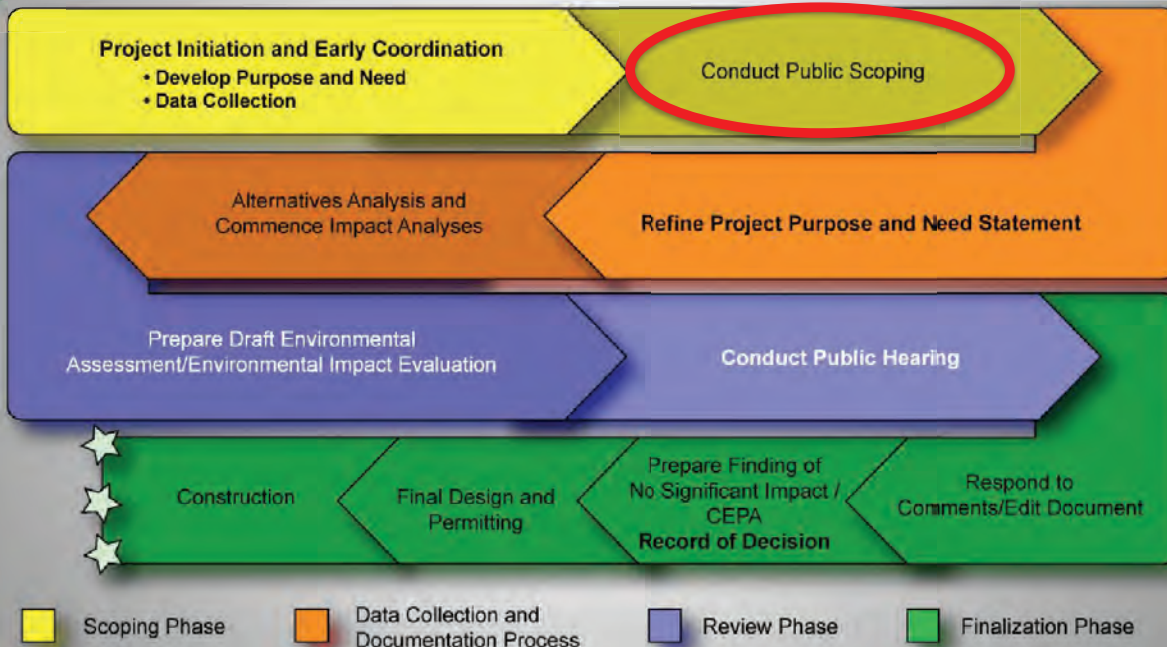 Project Initiation and Early Coordination
• Develop Purpose and Need
• Data Collection
Conduct Public Scoping
Refine Project Purpose and Need Statement
Alternatives Analysis and
Commence Impact Analyses
Prepare Draft Environmental
Assessment/Environmental Impact Evaluation
Conduct Public Hearing
Respond to
Comments/Edit Document
Prepare Finding of
No Significant Impact /
CEPA
Record of Decision
Final Design and
Permitting
Construction
Scoping Phase
Data Collection and
Documentation Process
Review Phase
Finalization Phase